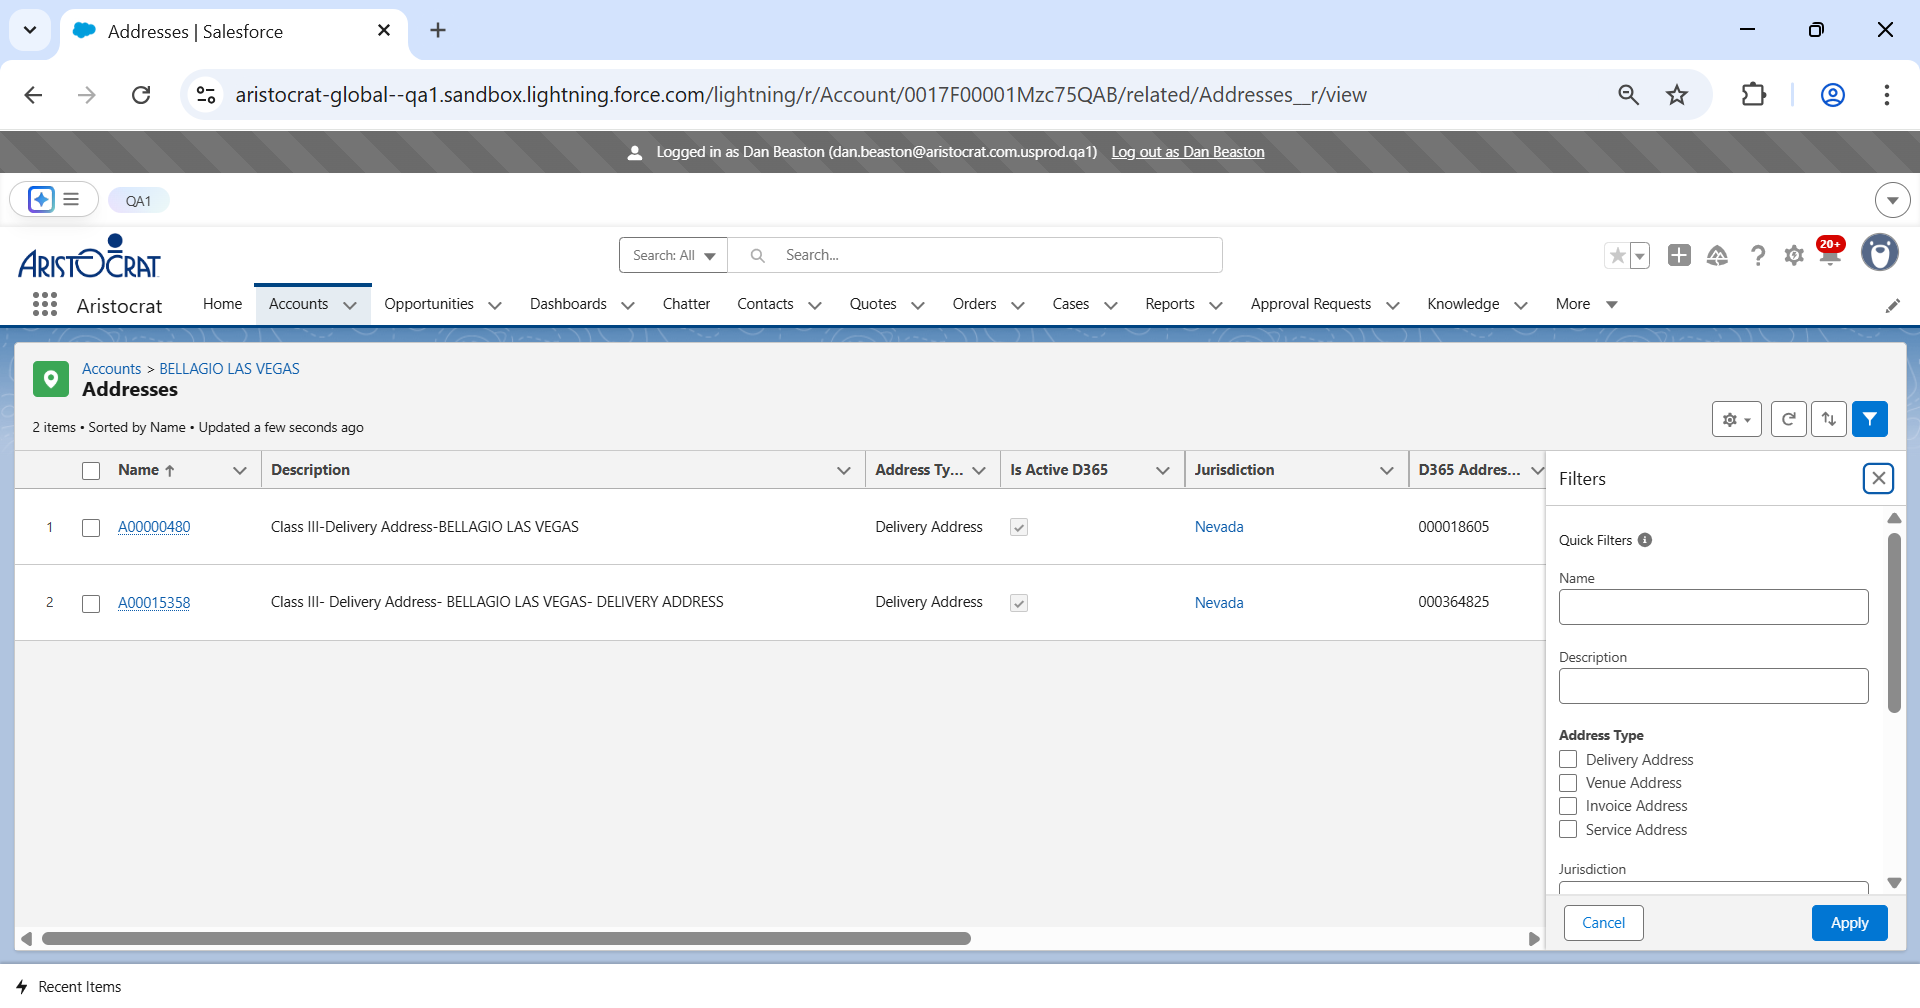 Addresses | Salesforce
aristocrat-global--qa1.sandbox.lightning.force.com/lightning/r/Account/0017F00001Mzc75QAB/related/Addresses__r/view
Logged in as Dan Beaston (dan.beaston@aristocrat.com.usprod.qa1) Log out as Dan Beaston
QA1
ARISTOCRAT
Search: All
Search...
20+
Aristocrat
Home
Accounts
Opportunities
Dashboards
Chatter
Contacts
Quotes
Orders
Cases
Reports
Approval Requests
Knowledge
More
Accounts > BELLAGIO LAS VEGAS
Addresses
2 items • Sorted by Name • Updated a few seconds ago
Name Description Address Ty... Is Active D365 Jurisdiction D365 Addres...
1 A00000480 Class III-Delivery Address-BELLAGIO LAS VEGAS Delivery Address Nevada 000018605
2 A00015358 Class III- Delivery Address- BELLAGIO LAS VEGAS- DELIVERY ADDRESS Delivery Address Nevada 000364825
Filters
Quick Filters
Name
Description
Address Type
Delivery Address
Venue Address
Invoice Address
Service Address
Jurisdiction
Cancel
Apply
Recent Items